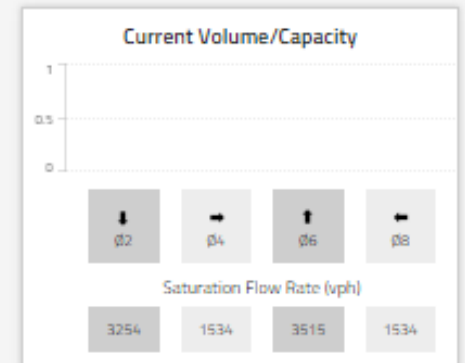 Current Volume/Capacity
1
0.5
0
Ø2 Ø4 Ø6 Ø8
Saturation Flow Rate (vph)
3254 1534 3515 1534